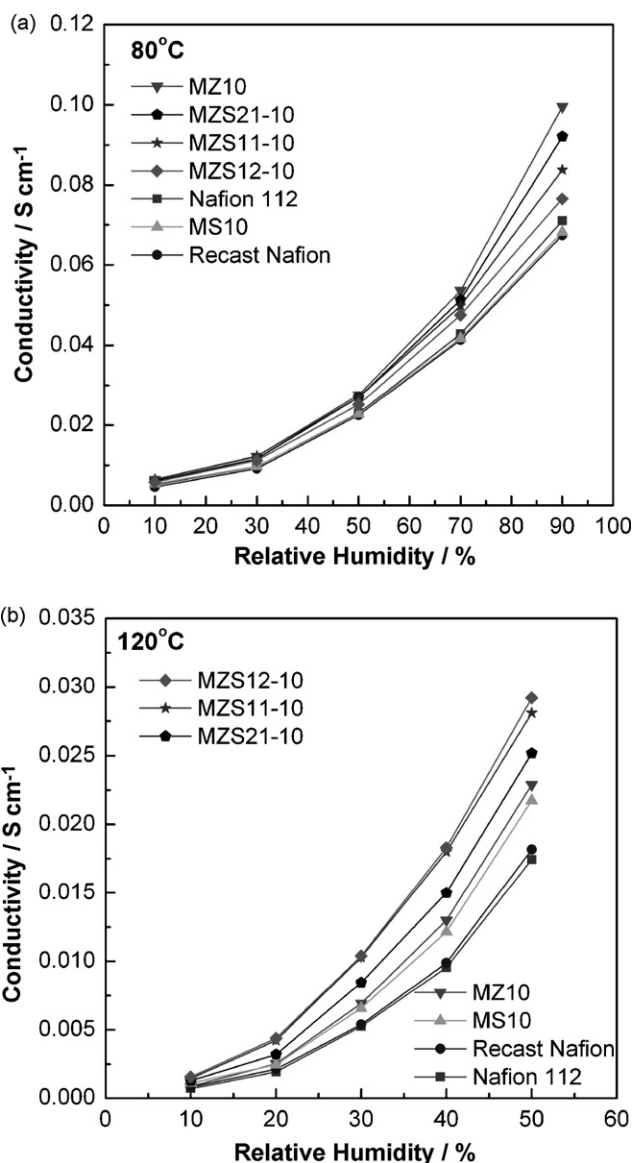 (a)
0.12
0.10
0.08
0.06
0.04
0.02
0.00
Conductivity / S cm⁻¹
80°C
MZ10
MZS21-10
MZS11-10
MZS12-10
Nafion 112
MS10
Recast Nafion
0 10 20 30 40 50 60 70 80 90 100
Relative Humidity / %
(b)
0.035
0.030
0.025
0.020
0.015
0.010
0.005
0.000
Conductivity / S cm⁻¹
120°C
MZS12-10
MZS11-10
MZS21-10
MZ10
MS10
Recast Nafion
Nafion 112
0 10 20 30 40 50 60
Relative Humidity / %